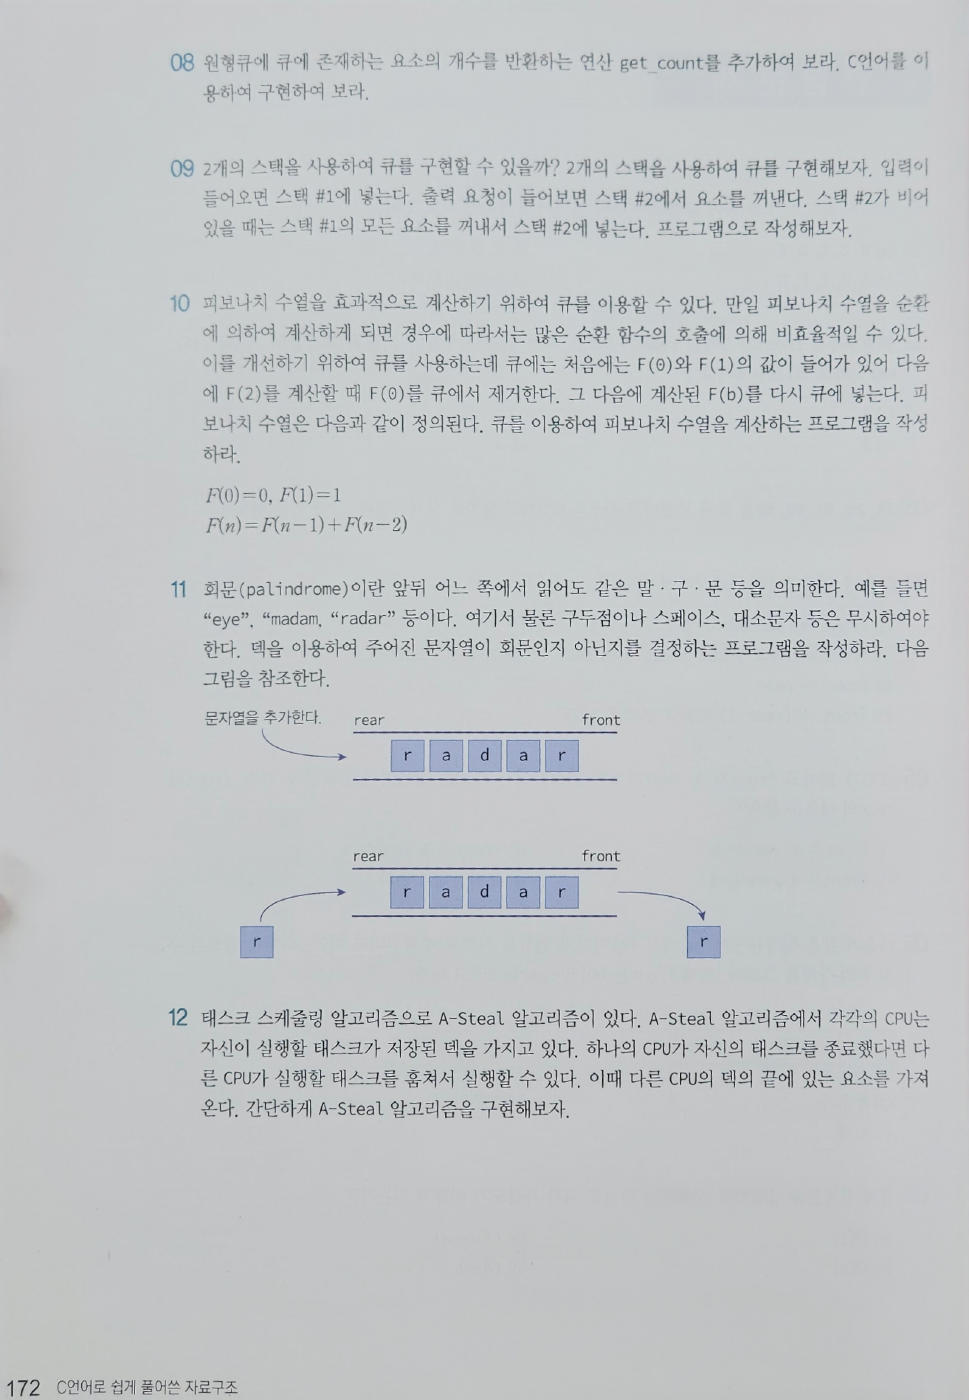 08 원형큐에 큐에 존재하는 요소의 개수를 반환하는 연산 get_count를 추가하여 보라. C언어를 이
용하여 구현하여 보라.
09 2개의 스택을 사용하여 큐를 구현할 수 있을까? 2개의 스택을 사용하여 큐를 구현해보자. 입력이
들어오면 스택 #1에 넣는다. 출력 요청이 들어보면 스택 #2에서 요소를 꺼낸다. 스택 #2가 비어
있을 때는 스택 #1의 모든 요소를 꺼내서 스택 #2에 넣는다. 프로그램으로 작성해보자.
10 피보나치 수열을 효과적으로 계산하기 위하여 큐를 이용할 수 있다. 만일 피보나치 수열을 순환
에 의하여 계산하게 되면 경우에 따라서는 많은 순환 함수의 호출에 의해 비효율적일 수 있다.
이를 개선하기 위하여 큐를 사용하는데 큐에는 처음에는 F(0)와 F(1)의 값이 들어가 있어 다음
에 F(2)를 계산할 때 F(0)를 큐에서 제거한다. 그 다음에 계산된 F(b)를 다시 큐에 넣는다. 피
보나치 수열은 다음과 같이 정의된다. 큐를 이용하여 피보나치 수열을 계산하는 프로그램을 작성
하라.
F(0)=0, F(1)=1
F(n)=F(n-1)+F(n-2)
11 회문(palindrome)이란 앞뒤 어느 쪽에서 읽어도 같은 말·구·문 등을 의미한다. 예를 들면
“eye”, “madam, “radar” 등이다. 여기서 물론 구두점이나 스페이스, 대소문자 등은 무시하여야
한다. 덱을 이용하여 주어진 문자열이 회문인지 아닌지를 결정하는 프로그램을 작성하라. 다음
그림을 참조한다.
문자열을 추가한다. rear front
r a d a r
rear front
r a d a r
r r
12 태스크 스케줄링 알고리즘으로 A-Steal 알고리즘이 있다. A-Steal 알고리즘에서 각각의 CPU는
자신이 실행할 태스크가 저장된 덱을 가지고 있다. 하나의 CPU가 자신의 태스크를 종료했다면 다
른 CPU가 실행할 태스크를 훔쳐서 실행할 수 있다. 이때 다른 CPU의 덱의 끝에 있는 요소를 가져
온다. 간단하게 A-Steal 알고리즘을 구현해보자.
172 C언어로 쉽게 풀어쓴 자료구조